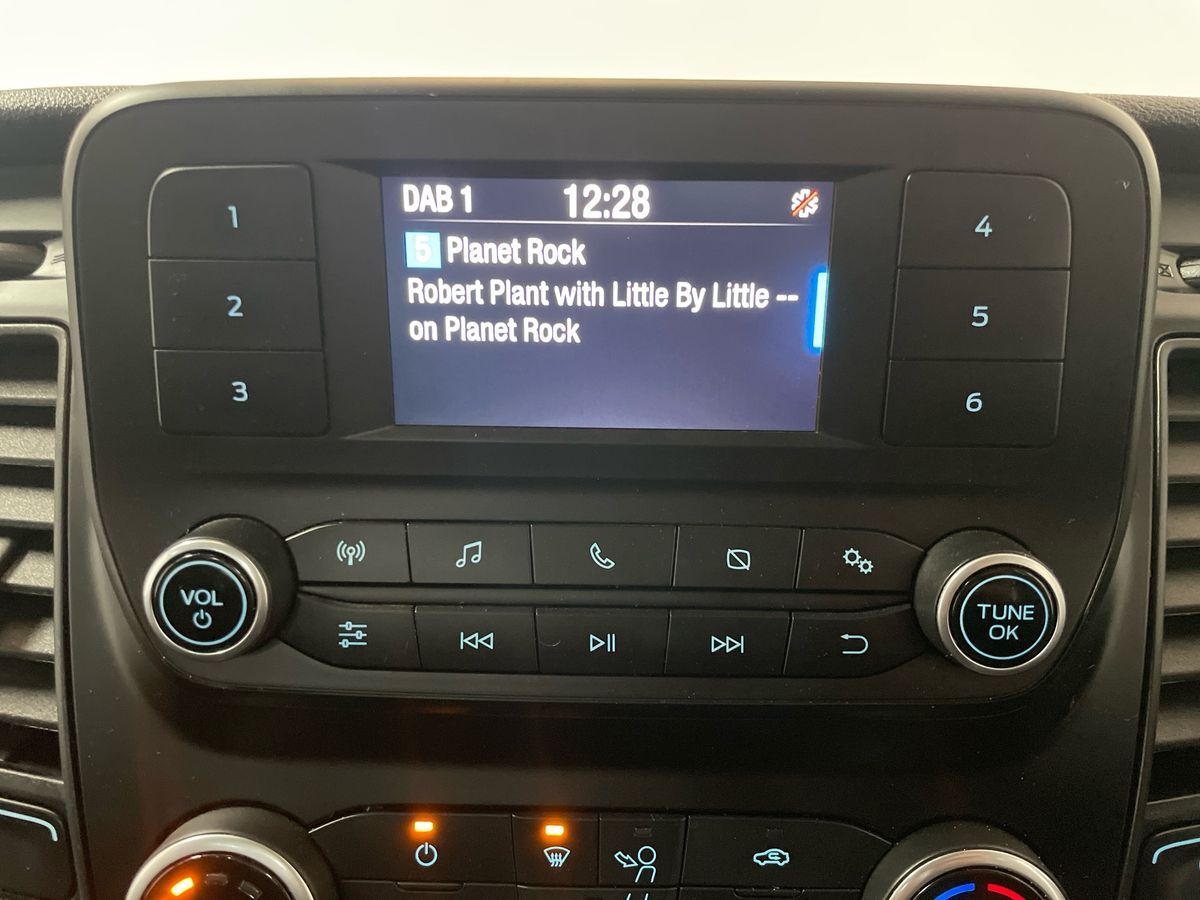 DAB 1 12:28
5 Planet Rock
Robert Plant with Little By Little --
on Planet Rock
1
2
3
4
5
6
VOL
TUNE
OK